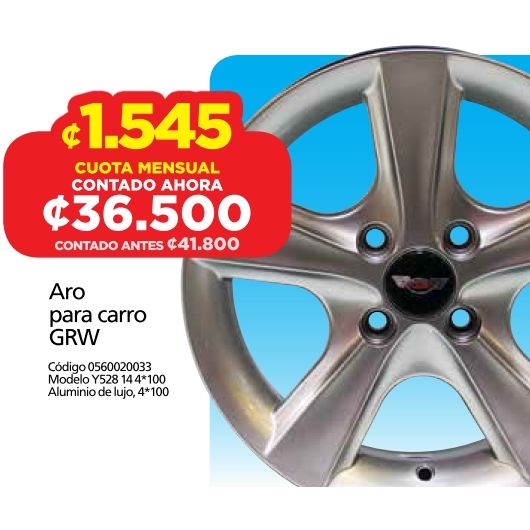 ¢1.545
CUOTA MENSUAL
CONTADO AHORA
¢36.500
CONTADO ANTES ¢41.800
Aro
para carro
GRW
Código 0560020033
Modelo Y528 14 4*100
Aluminio de lujo, 4*100